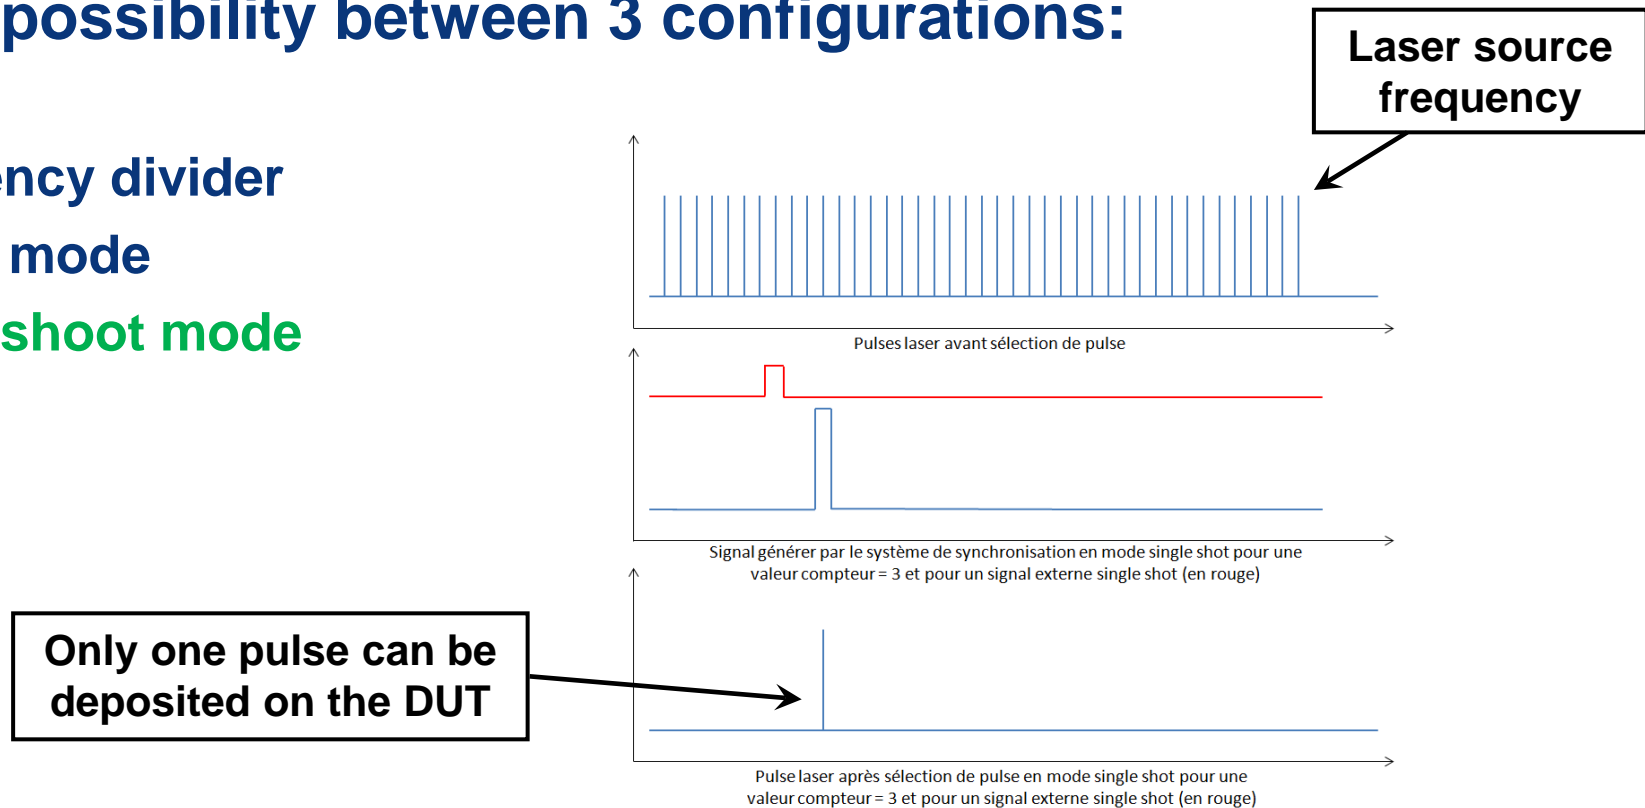 possibility between 3 configurations:
Laser source
frequency
ency divider
mode
shoot mode
Pulses laser avant sélection de pulse
Signal générer par le système de synchronisation en mode single shot pour une
valeur compteur = 3 et pour un signal externe single shot (en rouge)
Only one pulse can be
deposited on the DUT
Pulse laser après sélection de pulse en mode single shot pour une
valeur compteur = 3 et pour un signal externe single shot (en rouge)